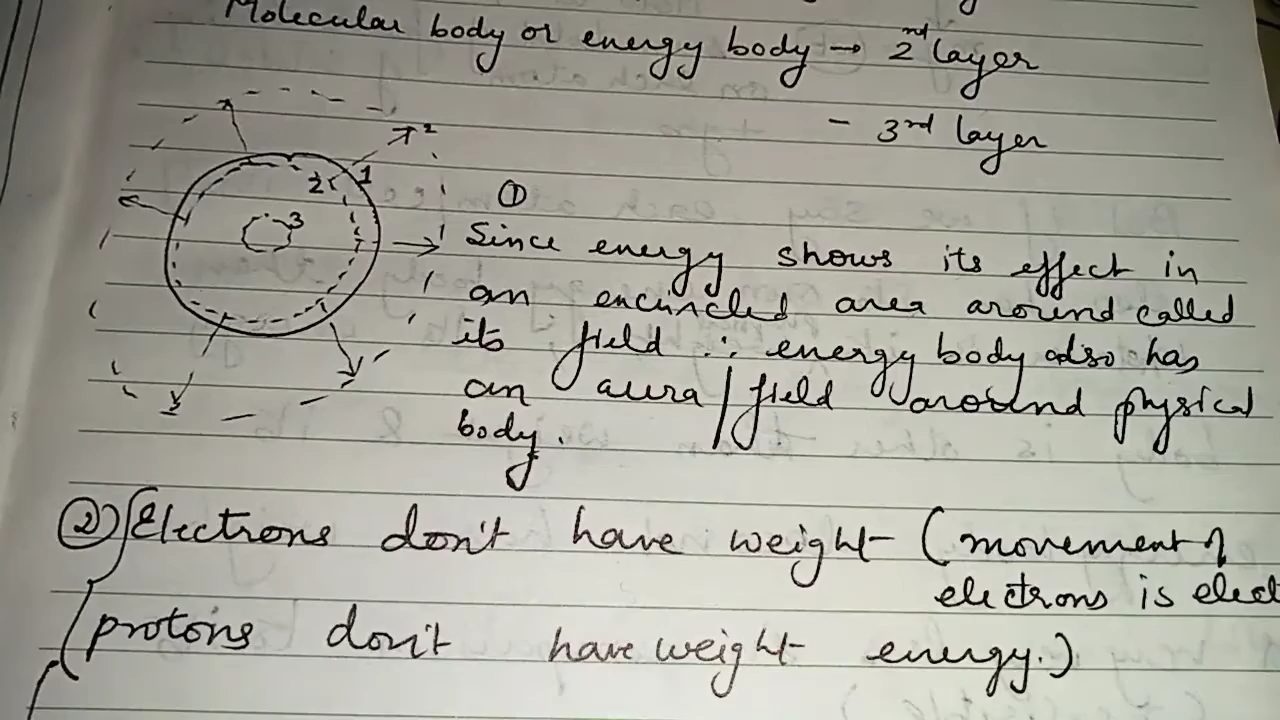 Molecular body or energy body → 2nd layer
- 3rd layer
2
2 1
3
①
Since energy shows its effect in
an encircled area around called
its field ∴ energy body also has
an aura/field around physical
body.
② Electrons don't have weight (movement of
electrons is elect
protons don't have weight energy.)